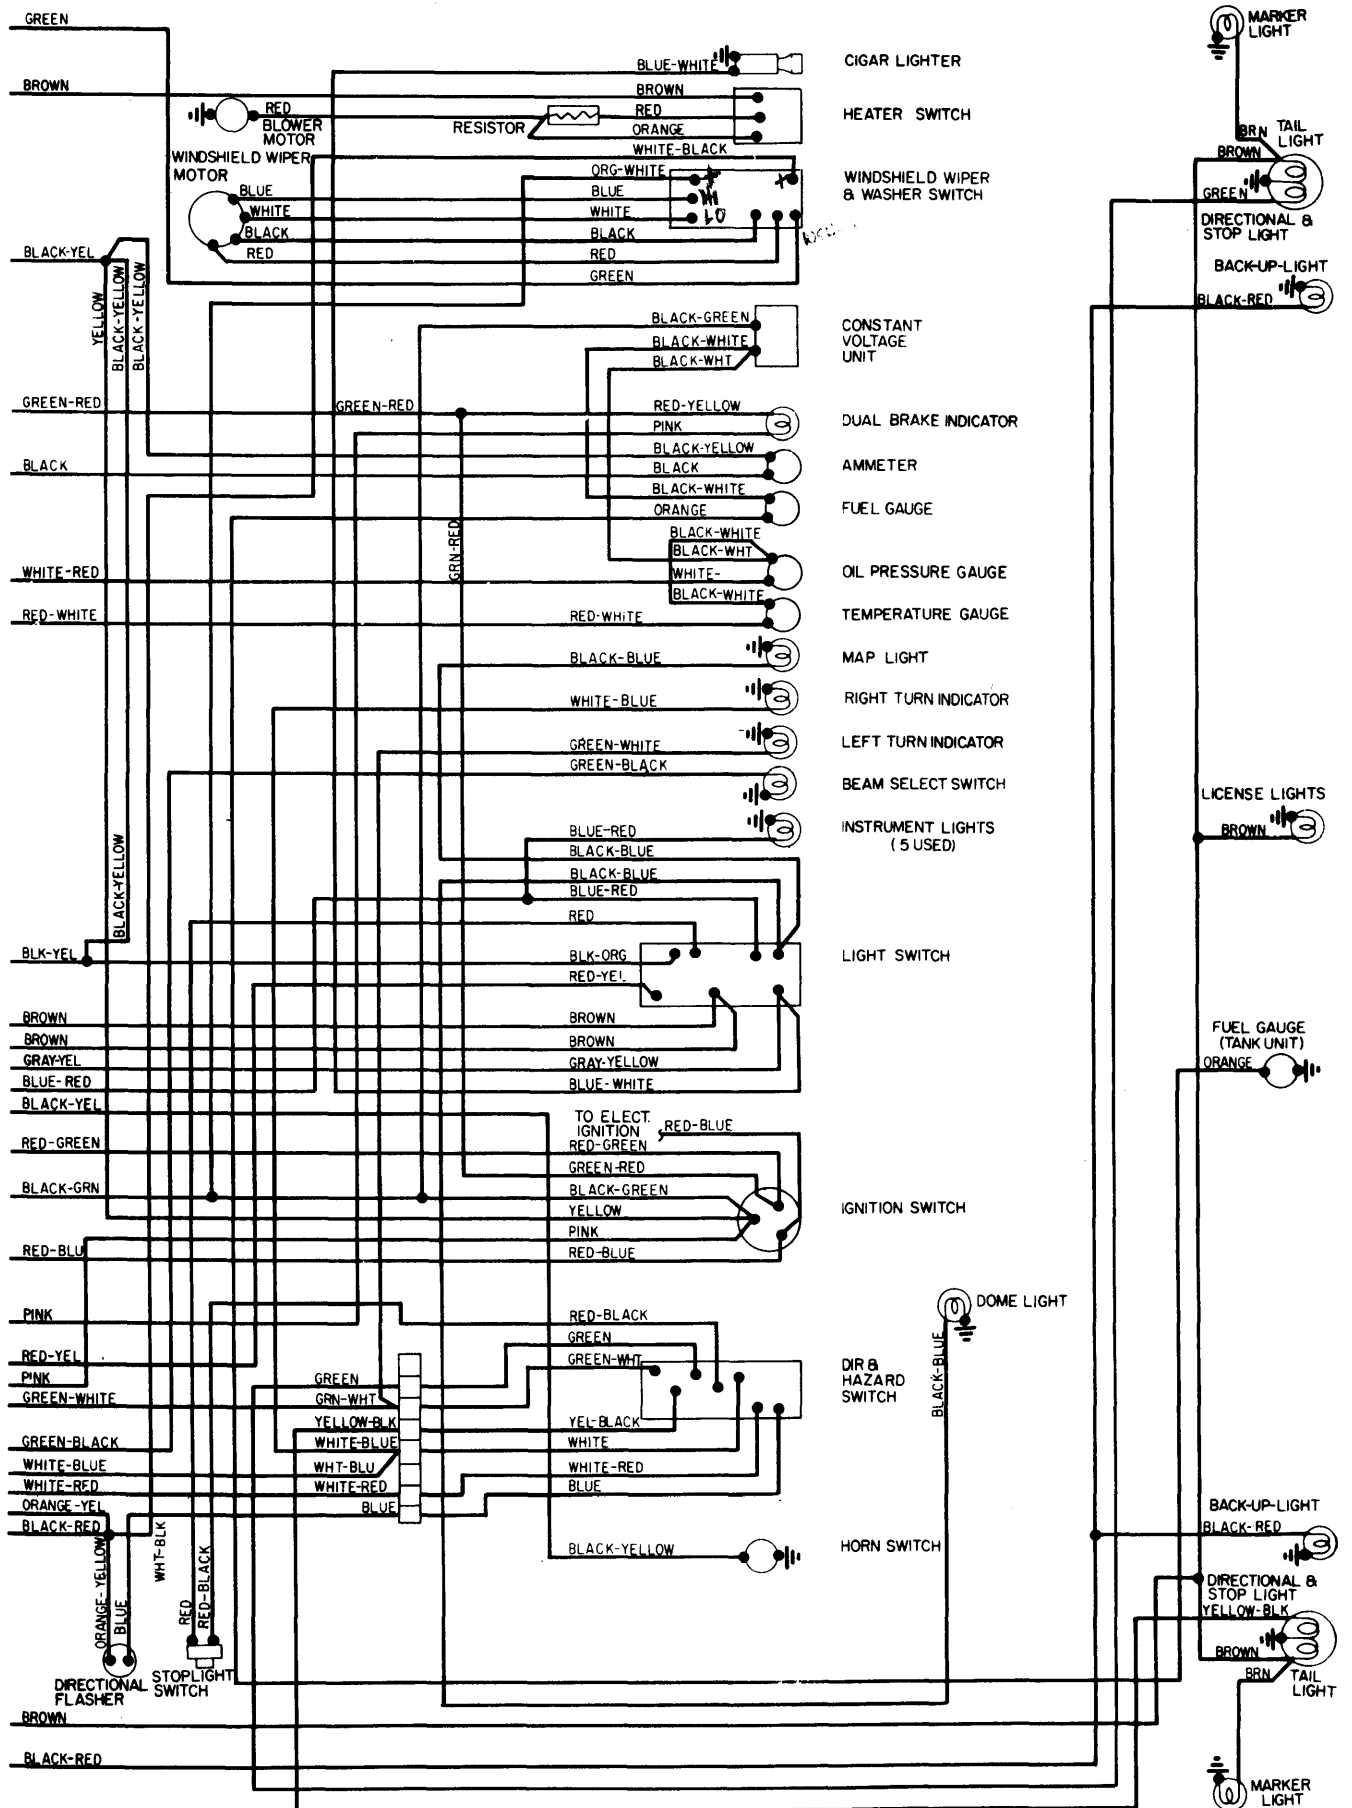 GREEN
MARKER
LIGHT
BLUE-WHITE
CIGAR LIGHTER
BROWN
BROWN
RED
RED
HEATER SWITCH
BLOWER
MOTOR
RESISTOR
ORANGE
BRN
TAIL
LIGHT
WHITE-BLACK
BROWN
WINDSHIELD WIPER
MOTOR
ORG-WHITE
WINDSHIELD WIPER
& WASHER SWITCH
BLUE
BLUE
HI
GREEN
WHITE
WHITE
LO
DIRECTIONAL &
STOP LIGHT
BLACK
BLACK
BLACK-YEL
RED
RED
GREEN
BACK-UP-LIGHT
BLACK-RED
YELLOW
BLACK-YELLOW
BLACK-YELLOW
BLACK-GREEN
CONSTANT
VOLTAGE
UNIT
BLACK-WHITE
BLACK-WHT
GREEN-RED
GREEN-RED
RED-YELLOW
PINK
DUAL BRAKE INDICATOR
BLACK-YELLOW
BLACK
BLACK
AMMETER
BLACK-WHITE
ORANGE
FUEL GAUGE
GRN-RED
BLACK-WHITE
BLACK-WHT
WHITE-RED
WHITE-
OIL PRESSURE GAUGE
BLACK-WHITE
RED-WHITE
RED-WHITE
TEMPERATURE GAUGE
BLACK-BLUE
MAP LIGHT
WHITE-BLUE
RIGHT TURN INDICATOR
GREEN-WHITE
LEFT TURN INDICATOR
GREEN-BLACK
BEAM SELECT SWITCH
LICENSE LIGHTS
BROWN
BLUE-RED
INSTRUMENT LIGHTS
(5 USED)
BLACK-BLUE
BLACK-BLUE
BLUE-RED
BLACK-YELLOW
RED
BLK-YEL
BLK-ORG
LIGHT SWITCH
RED-YEL
BROWN
BROWN
BROWN
BROWN
FUEL GAUGE
(TANK UNIT)
ORANGE
GRAY-YEL
GRAY-YELLOW
BLUE-RED
BLUE-WHITE
BLACK-YEL
TO ELECT.
IGNITION
RED-BLUE
RED-GREEN
RED-GREEN
GREEN-RED
BLACK-GRN
BLACK-GREEN
YELLOW
IGNITION SWITCH
PINK
RED-BLU
RED-BLUE
DOME LIGHT
PINK
RED-BLACK
GREEN
RED-YEL
GREEN-WHT
DIR &
HAZARD
SWITCH
BLACK-BLUE
PINK
GREEN
GREEN-WHITE
GRN-WHT
YELLOW-BLK
YEL-BLACK
GREEN-BLACK
WHITE-BLUE
WHITE
WHITE-BLUE
WHT-BLU
WHITE-RED
WHITE-RED
WHITE-RED
BLUE
ORANGE-YEL
BLUE
BACK-UP-LIGHT
BLACK-RED
BLACK-RED
ORANGE-YELLOW
BLUE
WHT-BLK
RED
RED-BLACK
BLACK-YELLOW
HORN SWITCH
DIRECTIONAL &
STOP LIGHT
YELLOW-BLK
BROWN
BRN
TAIL
LIGHT
DIRECTIONAL
FLASHER
STOPLIGHT
SWITCH
BROWN
BLACK-RED
MARKER
LIGHT